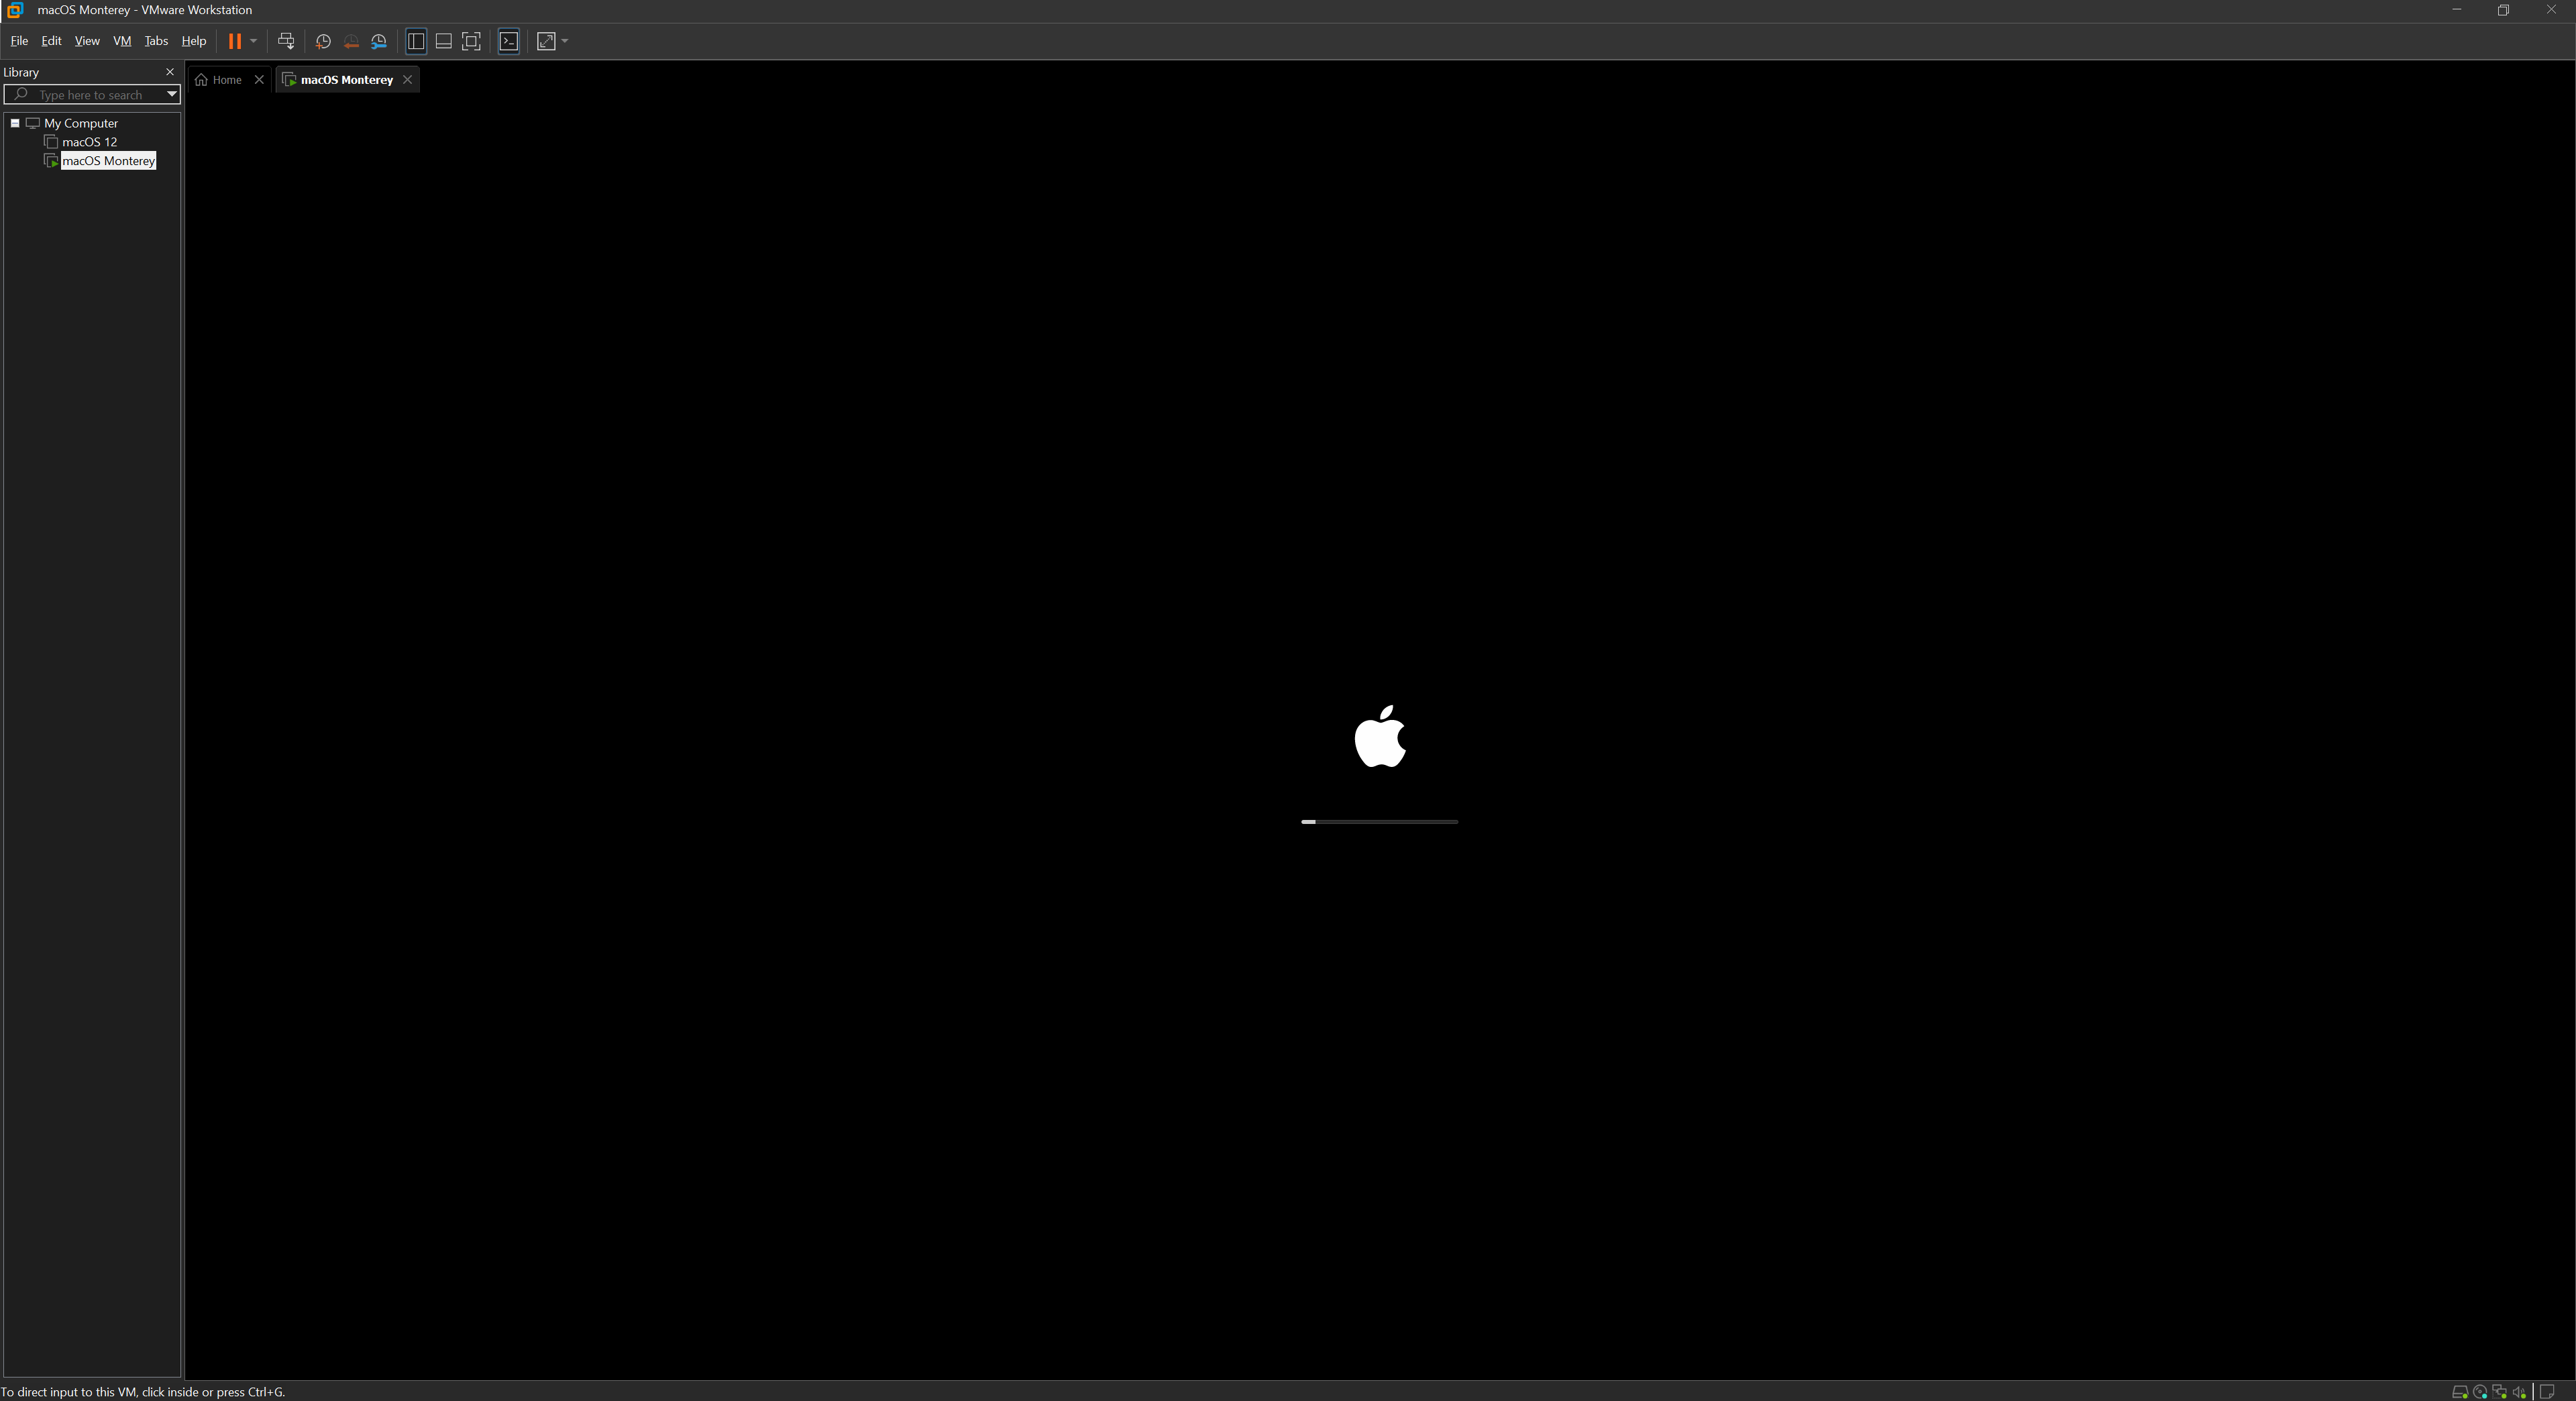 macOS Monterey - VMware Workstation
File Edit View VM Tabs Help
Library
Home
macOS Monterey
Type here to search
My Computer
macOS 12
macOS Monterey
To direct input to this VM, click inside or press Ctrl+G.